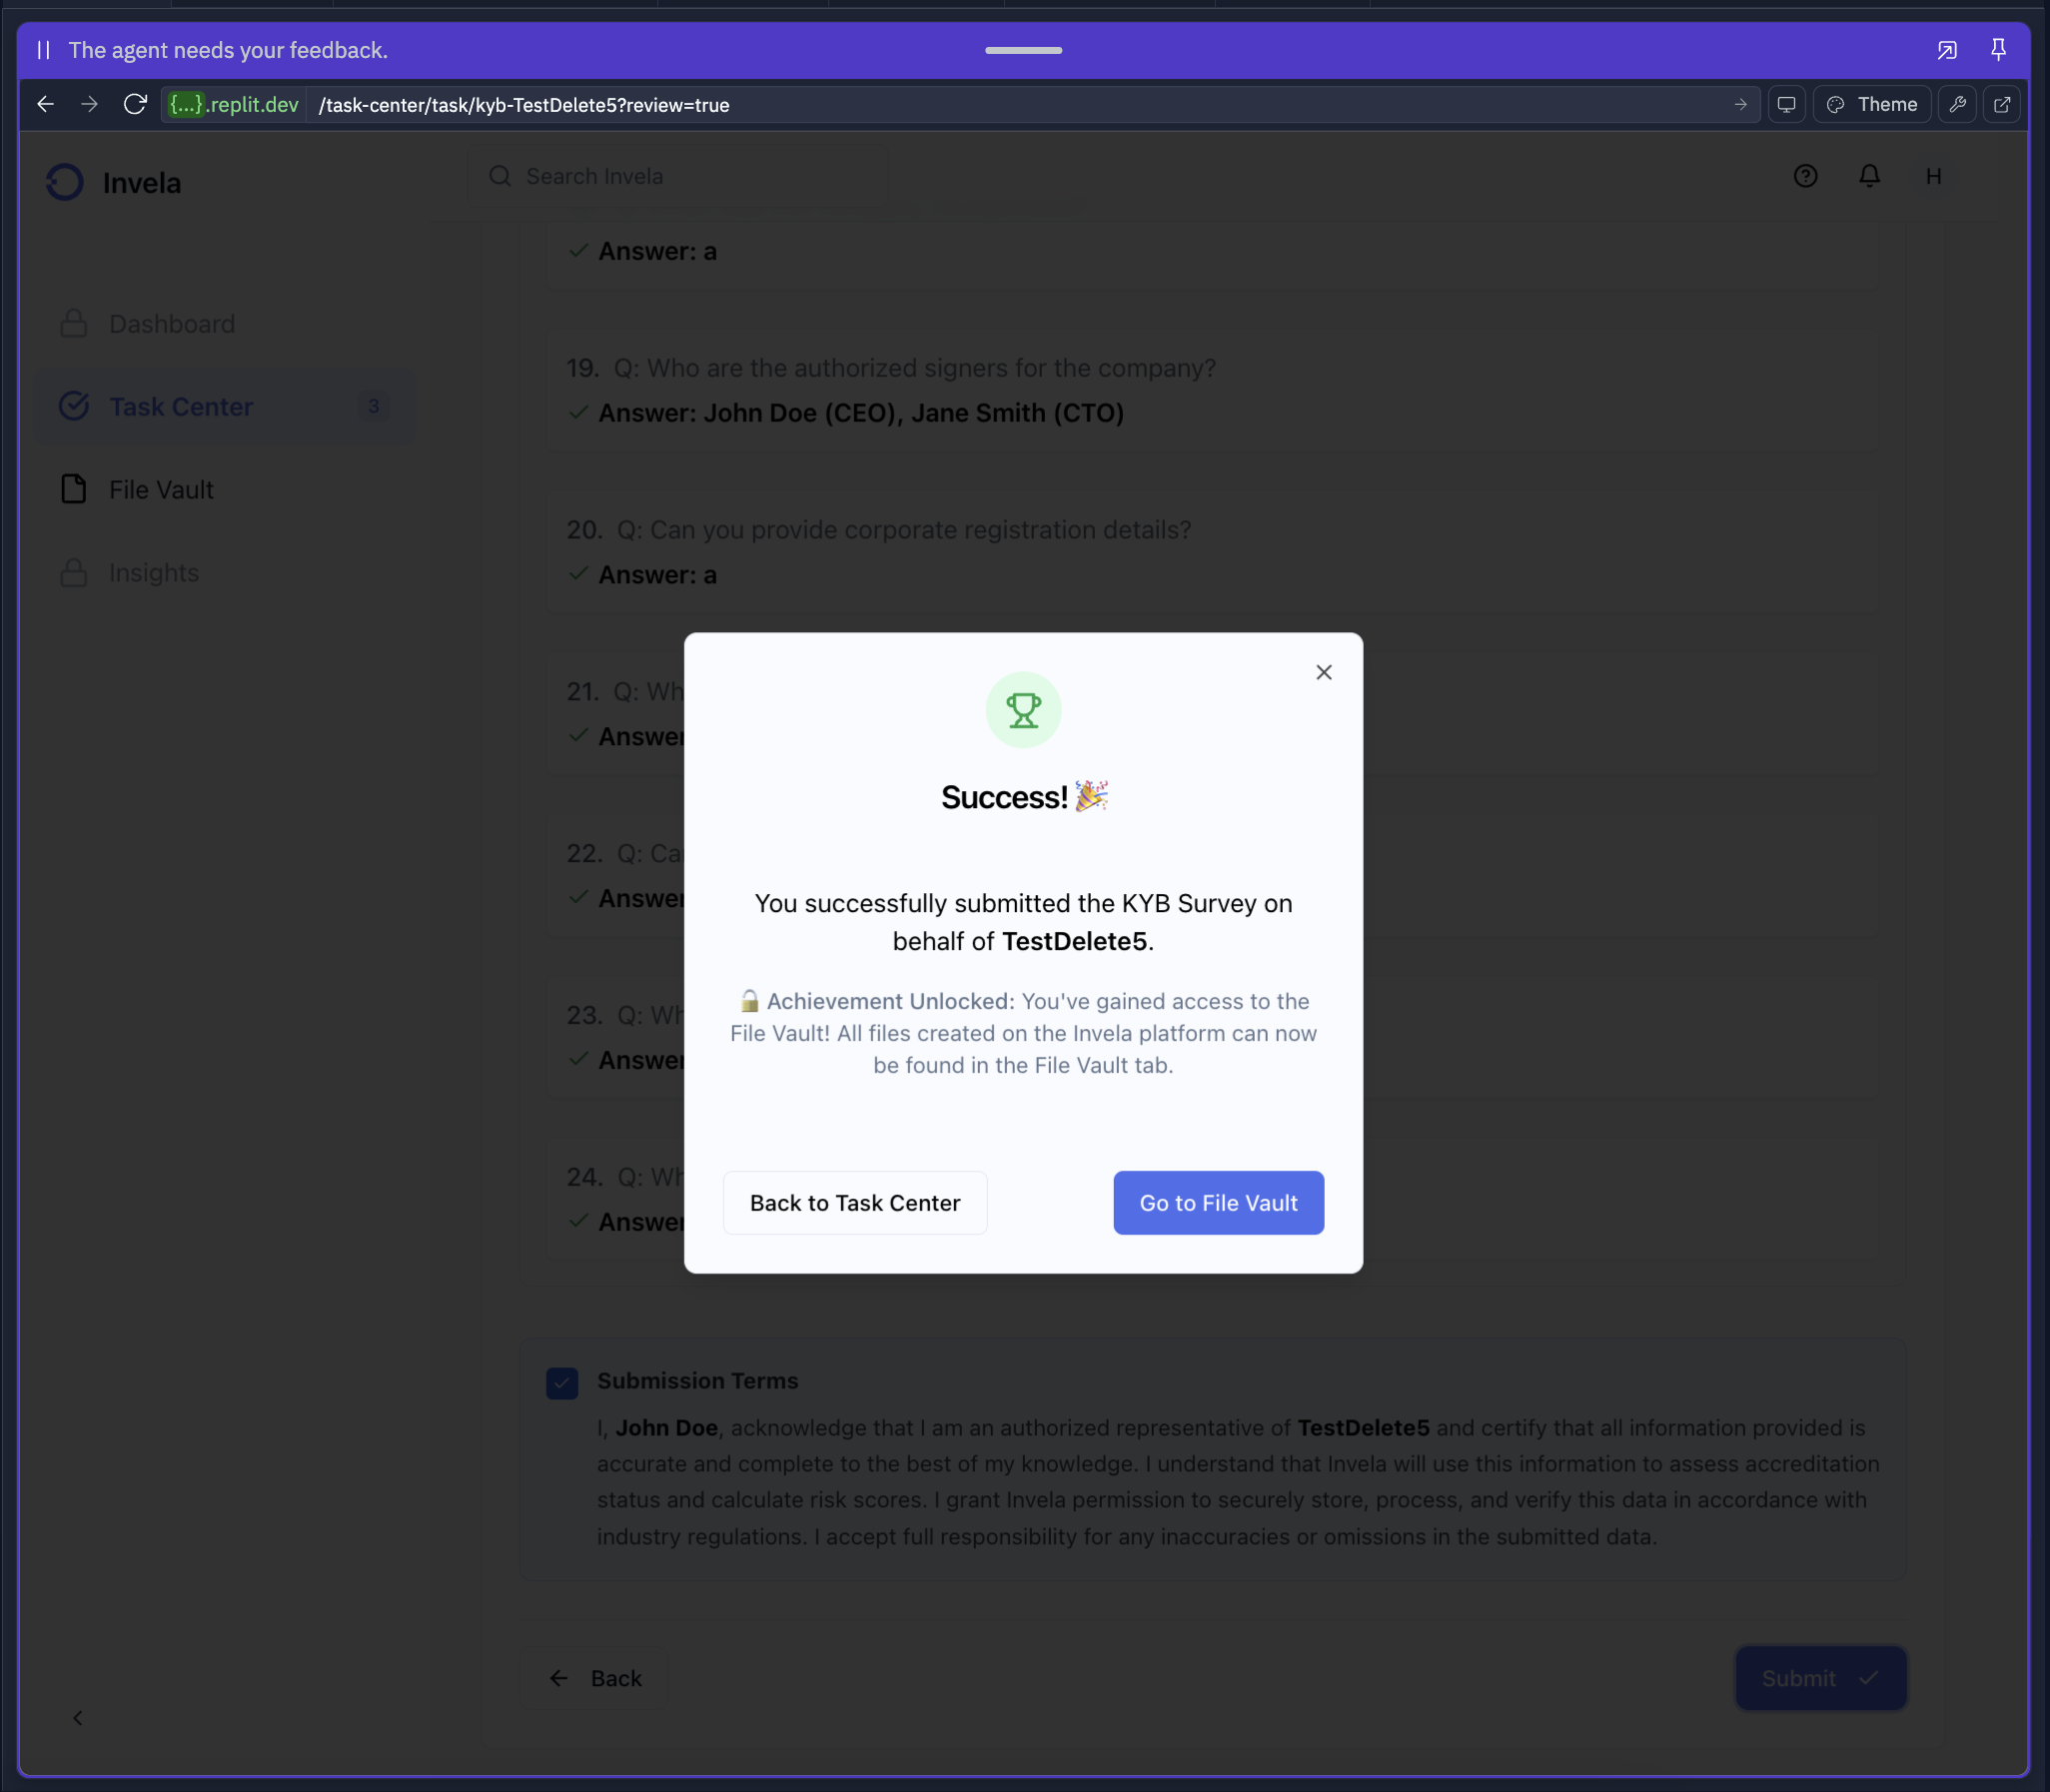 The agent needs your feedback.
{...}.replit.dev /task-center/task/kyb-TestDelete5?review=true
Theme
Invela
Search Invela
H
Dashboard
Task Center 3
File Vault
Insights
Answer: a
19. Q: Who are the authorized signers for the company?
Answer: John Doe (CEO), Jane Smith (CTO)
20. Q: Can you provide corporate registration details?
Answer: a
21. Q: Wh
Answer
22. Q: Ca
Answer
23. Q: Wh
Answer
24. Q: Wh
Answer
Success! 🎉
You successfully submitted the KYB Survey on
behalf of TestDelete5.
🔓 Achievement Unlocked: You've gained access to the
File Vault! All files created on the Invela platform can now
be found in the File Vault tab.
Back to Task Center
Go to File Vault
Submission Terms
I, John Doe, acknowledge that I am an authorized representative of TestDelete5 and certify that all information provided is
accurate and complete to the best of my knowledge. I understand that Invela will use this information to assess accreditation
status and calculate risk scores. I grant Invela permission to securely store, process, and verify this data in accordance with
industry regulations. I accept full responsibility for any inaccuracies or omissions in the submitted data.
Back
Submit